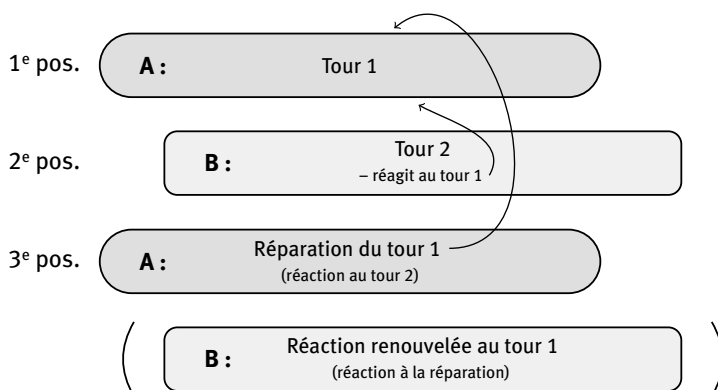 1e pos. A : Tour 1
2e pos. B : Tour 2
– réagit au tour 1
3e pos. A : Réparation du tour 1
(réaction au tour 2)
( B : Réaction renouvelée au tour 1 )
(réaction à la réparation)